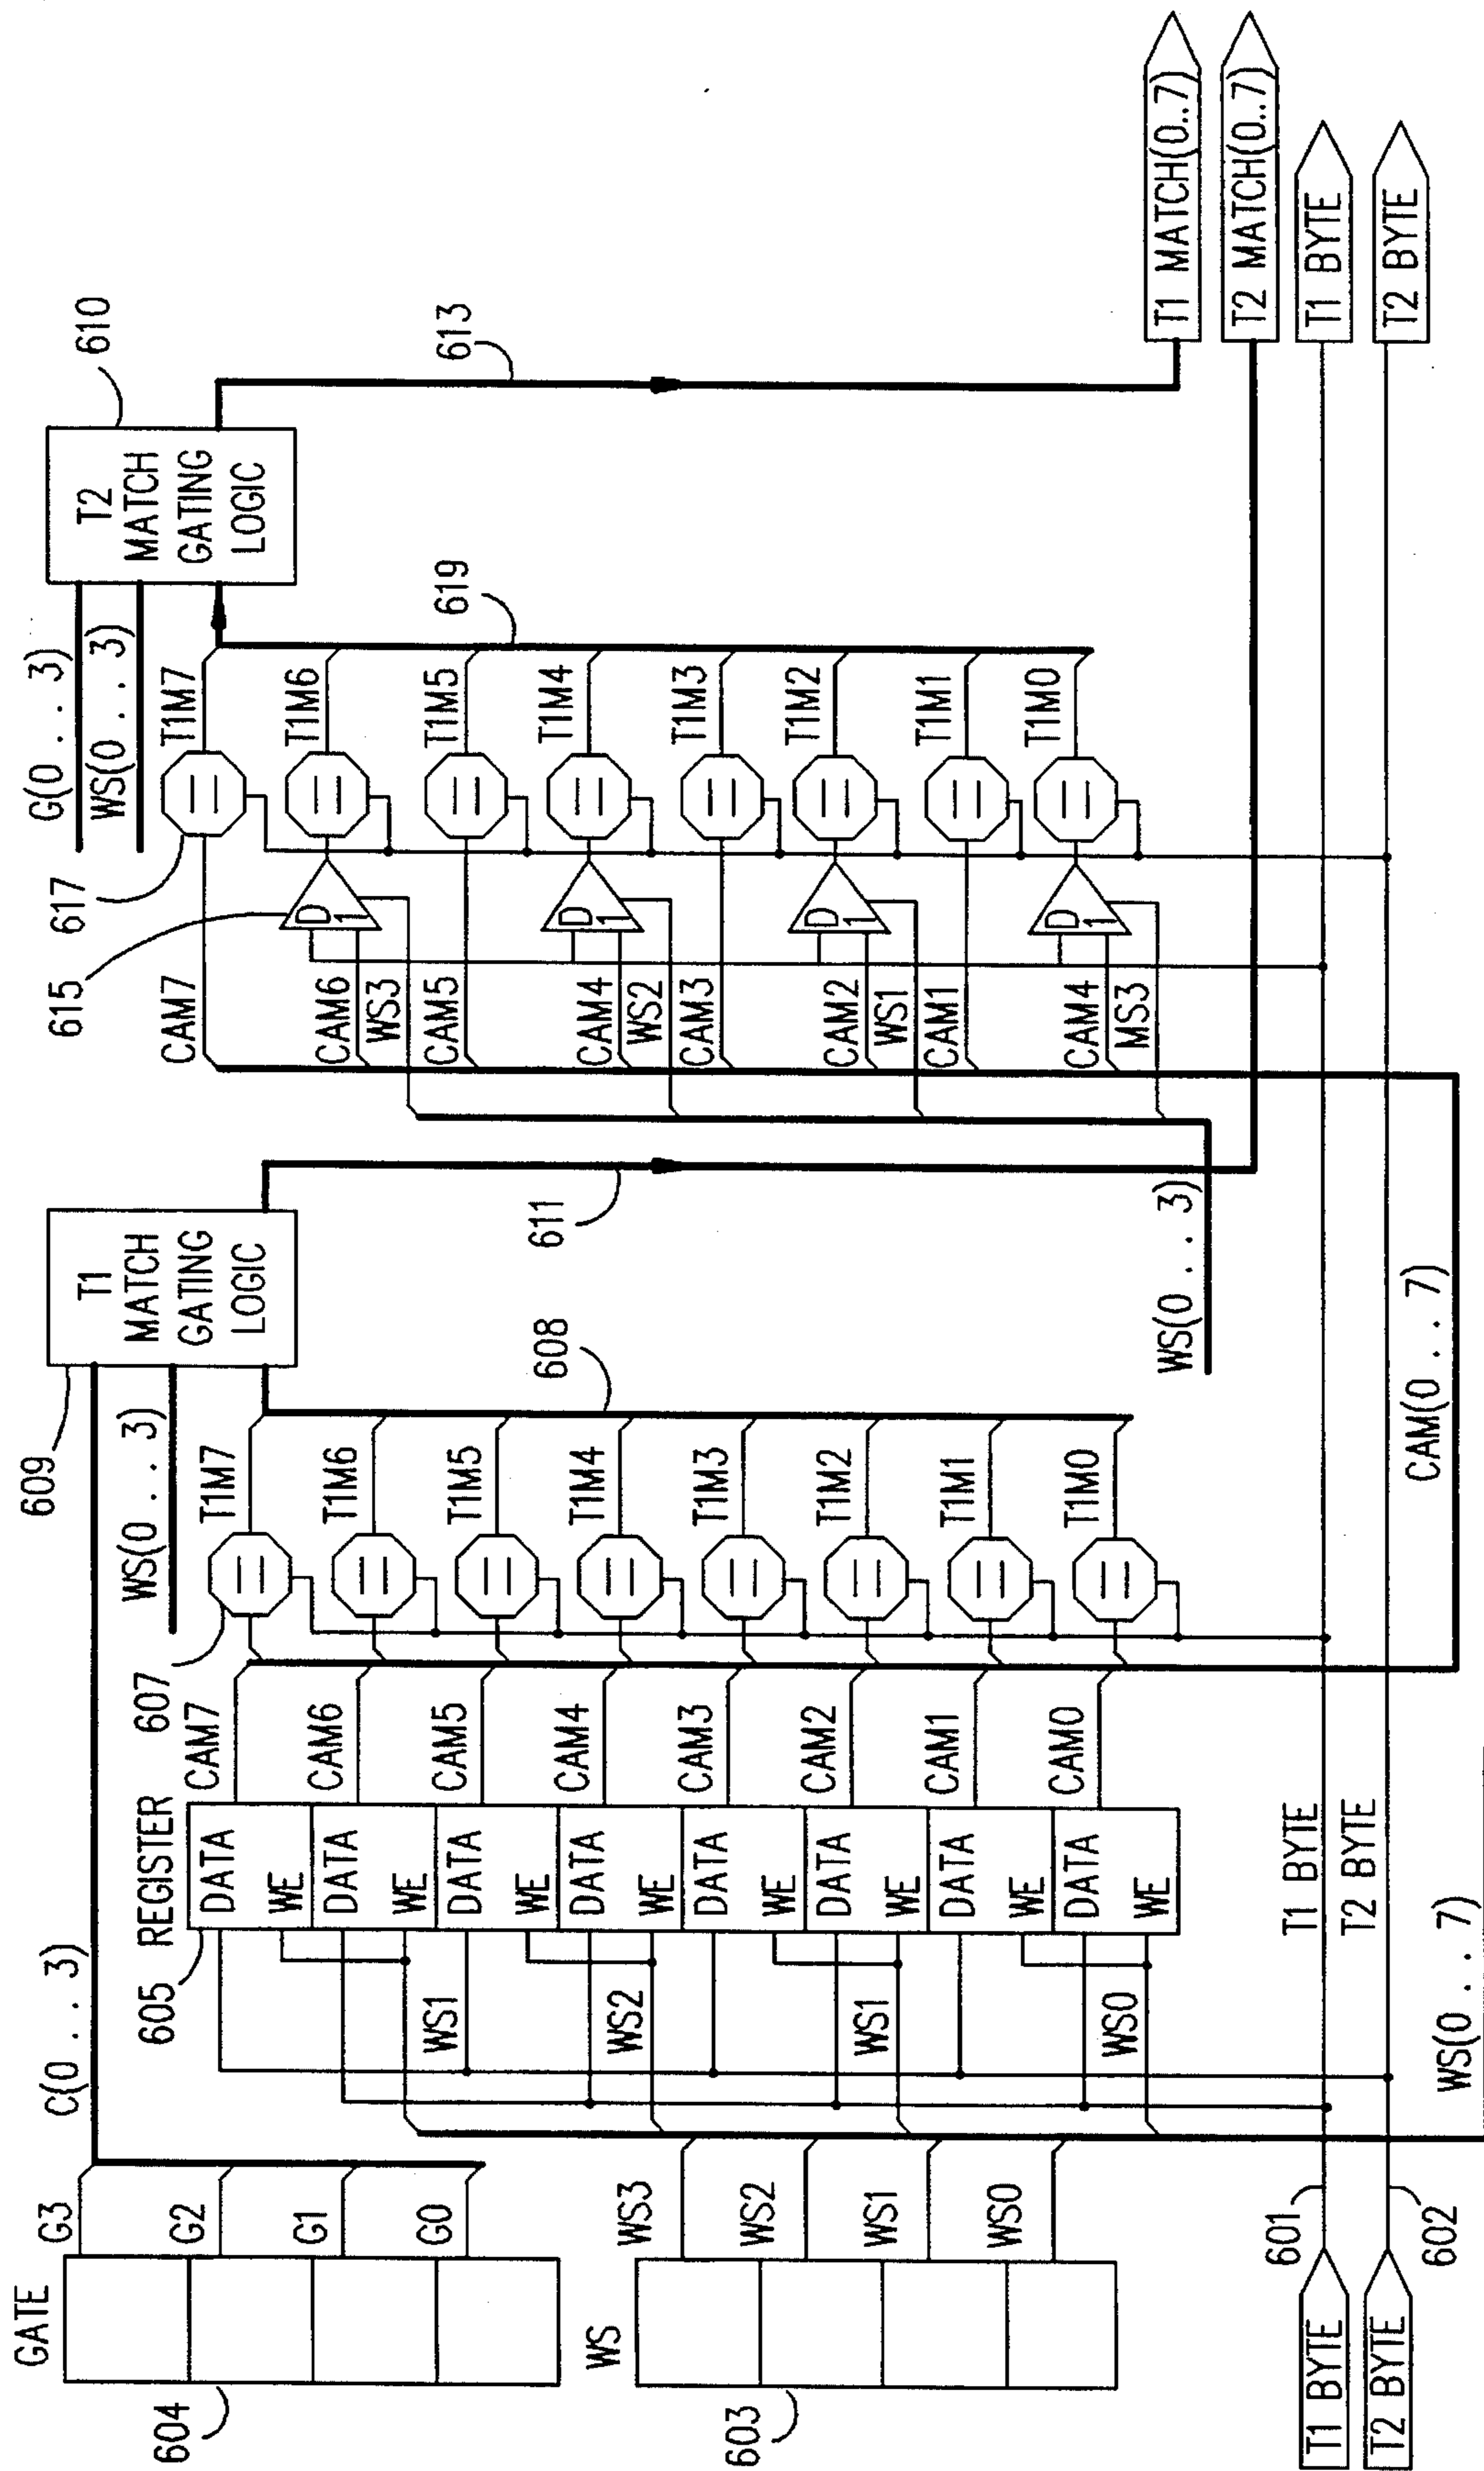 GATE
604
G3
G2
G1
G0
C(0 . . 3)
WS
603
WS3
WS2
WS1
WS0
605
REGISTER
DATA
WE
DATA
WE
DATA
WE
DATA
WE
DATA
WE
DATA
WE
DATA
WE
DATA
WE
WS1
WS2
WS1
WS0
CAM7
CAM6
CAM5
CAM4
CAM3
CAM2
CAM1
CAM0
607
WS(0 . . 3)
T1M7
T1M6
T1M5
T1M4
T1M3
T1M2
T1M1
T1M0
608
609
T1
MATCH
GATING
LOGIC
611
WS(0 . . 3)
615
617
CAM7
CAM6
WS3
CAM5
CAM4
WS2
CAM3
CAM2
WS1
CAM1
CAM4
MS3
D
1
D
1
D
1
D
1
G(0 . . 3)
WS(0 . . 3)
T1M7
T1M6
T1M5
T1M4
T1M3
T1M2
T1M1
T1M0
619
T2
MATCH
GATING
LOGIC
610
613
T1 BYTE
601
T2 BYTE
602
T1 BYTE
T2 BYTE
WS(0 . . 7)
CAM(0 . . 7)
T1 MATCH(0..7)
T2 MATCH(0..7)
T1 BYTE
T2 BYTE